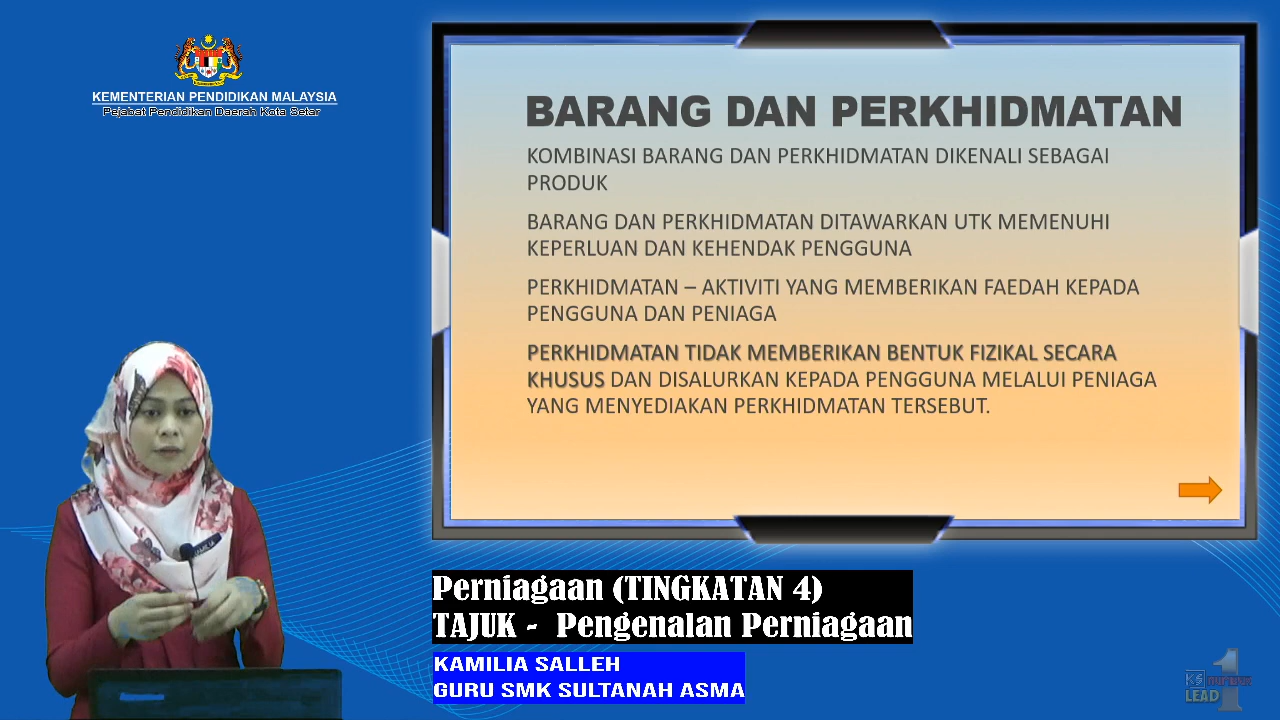 KEMENTERIAN PENDIDIKAN MALAYSIA
Pejabat Pendidikan Daerah Kota Setar
BARANG DAN PERKHIDMATAN
KOMBINASI BARANG DAN PERKHIDMATAN DIKENALI SEBAGAI
PRODUK
BARANG DAN PERKHIDMATAN DITAWARKAN UTK MEMENUHI
KEPERLUAN DAN KEHENDAK PENGGUNA
PERKHIDMATAN – AKTIVITI YANG MEMBERIKAN FAEDAH KEPADA
PENGGUNA DAN PENIAGA
PERKHIDMATAN TIDAK MEMBERIKAN BENTUK FIZIKAL SECARA
KHUSUS DAN DISALURKAN KEPADA PENGGUNA MELALUI PENIAGA
YANG MENYEDIAKAN PERKHIDMATAN TERSEBUT.
Perniagaan (TINGKATAN 4)
TAJUK - Pengenalan Perniagaan
KAMILIA SALLEH
GURU SMK SULTANAH ASMA
KS
LEAD
1